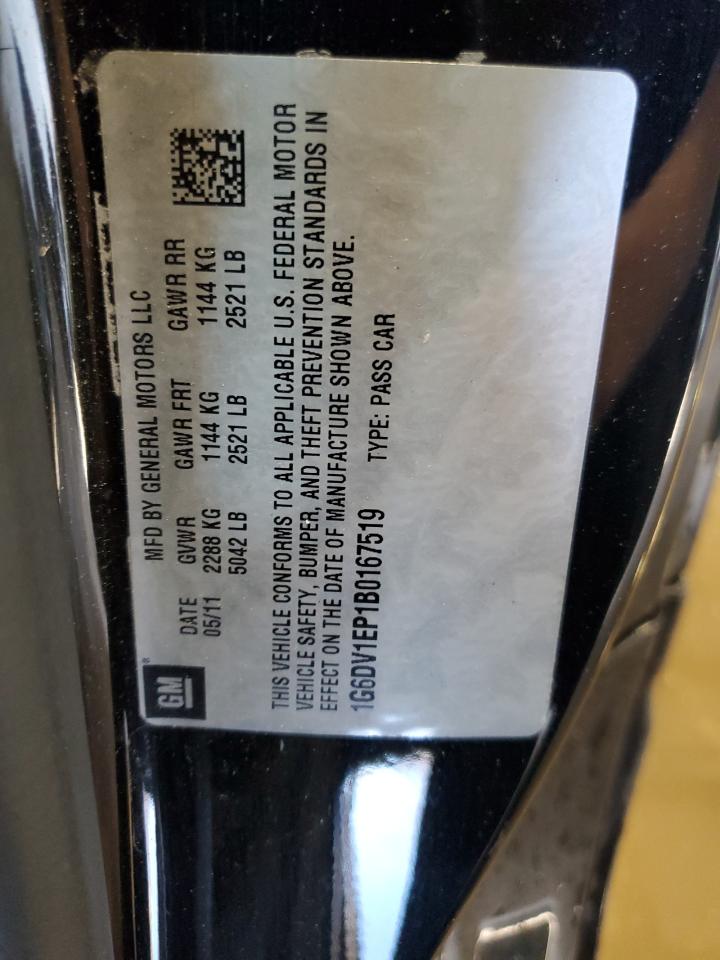 GM
MFD BY GENERAL MOTORS LLC
DATE GVWR GAWR FRT GAWR RR
05/11 2288 KG 1144 KG 1144 KG
5042 LB 2521 LB 2521 LB
THIS VEHICLE CONFORMS TO ALL APPLICABLE U.S. FEDERAL MOTOR
VEHICLE SAFETY, BUMPER, AND THEFT PREVENTION STANDARDS IN
EFFECT ON THE DATE OF MANUFACTURE SHOWN ABOVE.
1G6DV1EP1B0167519 TYPE: PASS CAR